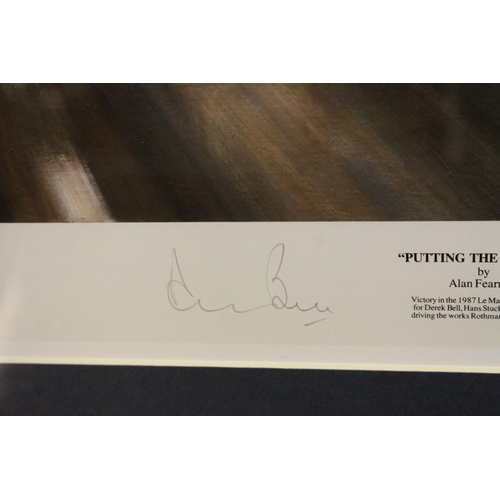 “PUTTING THE
by
Alan Fearn
Victory in the 1987 Le Ma
for Derek Bell, Hans Stuck
driving the works Rothma